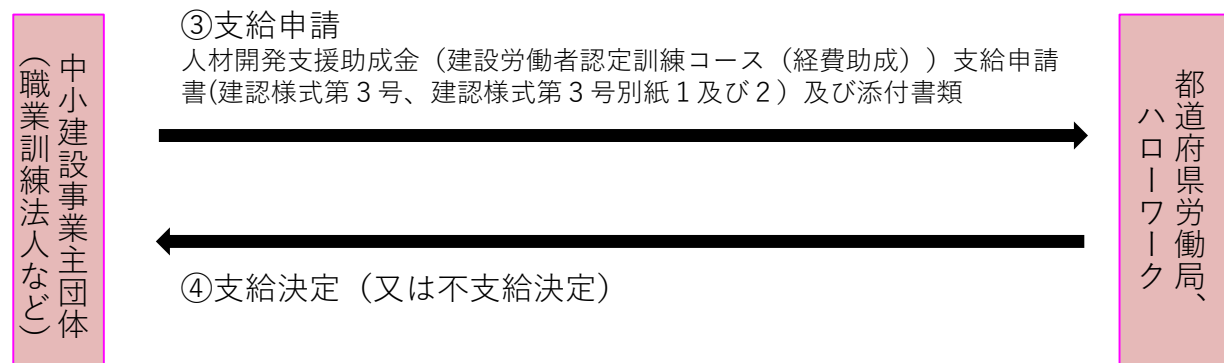 中小建設事業主団体
（職業訓練法人など）
③支給申請
人材開発支援助成金（建設労働者認定訓練コース（経費助成））支給申請
書(建認様式第３号、建認様式第３号別紙１及び２）及び添付書類
④支給決定（又は不支給決定）
都道府県労働局、
ハローワーク